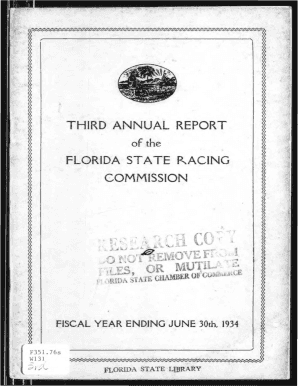 THIRD ANNUAL REPORT
of the
FLORIDA STATE RACING
COMMISSION
RESEARCH COPY
DO NOT REMOVE FROM
FILES, OR MUTILATE
FLORIDA STATE CHAMBER OF COMMERCE
FISCAL YEAR ENDING JUNE 30th, 1934
FLORIDA STATE LIBRARY